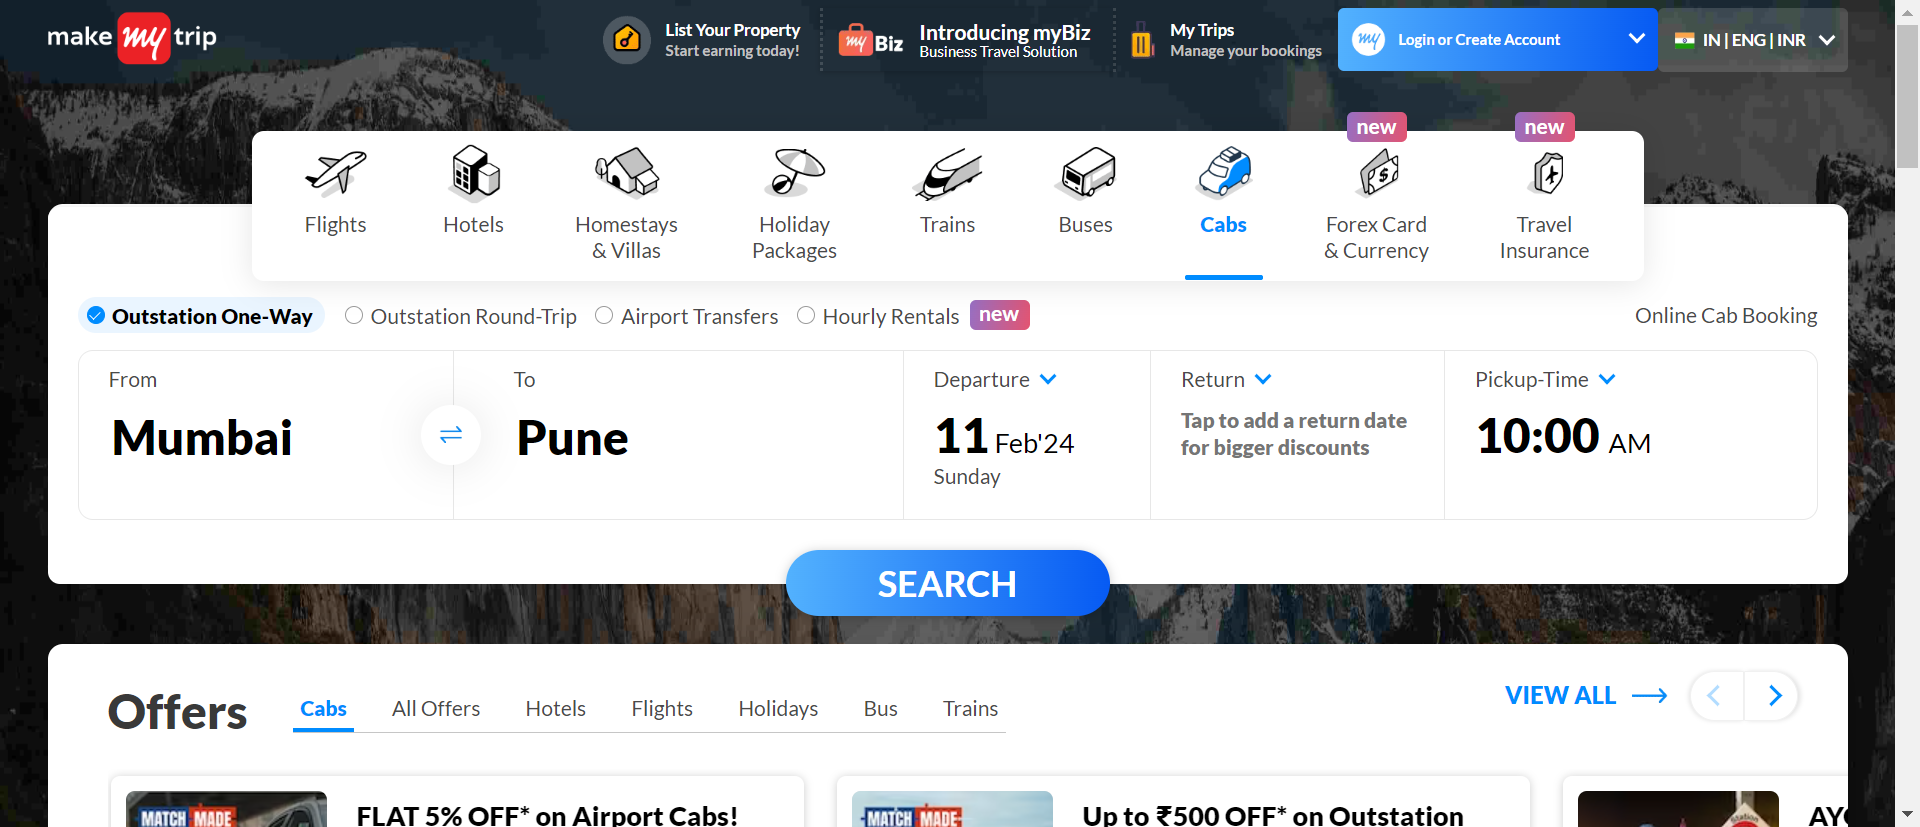 make my trip
List Your Property
Start earning today!
my Biz
Introducing myBiz
Business Travel Solution
My Trips
Manage your bookings
my Login or Create Account
IN | ENG | INR
new
new
Flights
Hotels
Homestays
& Villas
Holiday
Packages
Trains
Buses
Cabs
Forex Card
& Currency
Travel
Insurance
Outstation One-Way
Outstation Round-Trip
Airport Transfers
Hourly Rentals
new
Online Cab Booking
From
Mumbai
To
Pune
Departure
11 Feb'24
Sunday
Return
Tap to add a return date
for bigger discounts
Pickup-Time
10:00 AM
SEARCH
Offers
Cabs
All Offers
Hotels
Flights
Holidays
Bus
Trains
VIEW ALL
MATCH MADE
FLAT 5% OFF* on Airport Cabs!
MATCH MADE
Up to ₹500 OFF* on Outstation